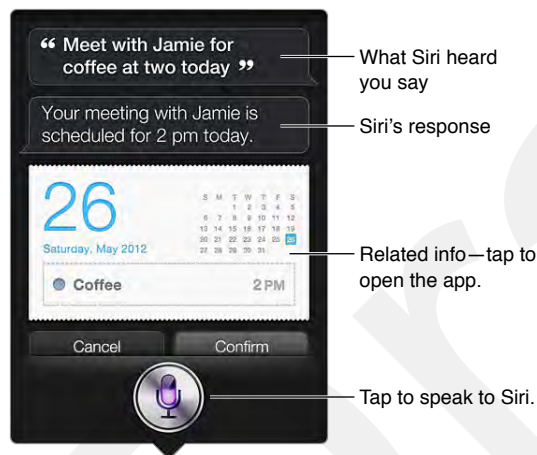 “ Meet with Jamie for
coffee at two today ”
What Siri heard
you say
Your meeting with Jamie is
scheduled for 2 pm today.
Siri’s response
26
Saturday, May 2012
S M T W T F S
1 2 3 4 5
6 7 8 9 10 11 12
13 14 15 16 17 18 19
20 21 22 23 24 25 26
27 28 29 30 31
Coffee 2 PM
Related info—tap to
open the app.
Cancel Confirm
Tap to speak to Siri.